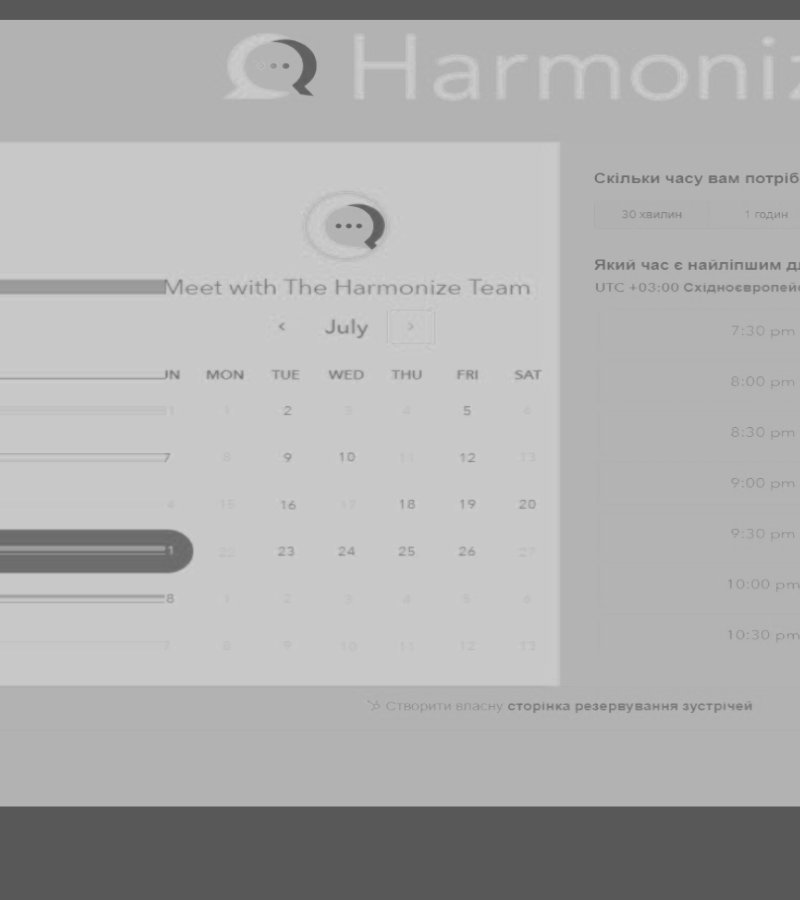 Harmoniz
Meet with The Harmonize Team
July
UN MON TUE WED THU FRI SAT
1 1 2 3 4 5 6
7 8 9 10 11 12 13
4 15 16 17 18 19 20
1 22 23 24 25 26 27
8 1 2 3 4 5 6
7 8 9 10 11 12 13
Скільки часу вам потріб
30 хвилин 1 годин
Який час є найліпшим д
UTC +03:00 Східноєвропей
7:30 pm
8:00 pm
8:30 pm
9:00 pm
9:30 pm
10:00 pm
10:30 pm
Створити власну сторінка резервування зустрічей